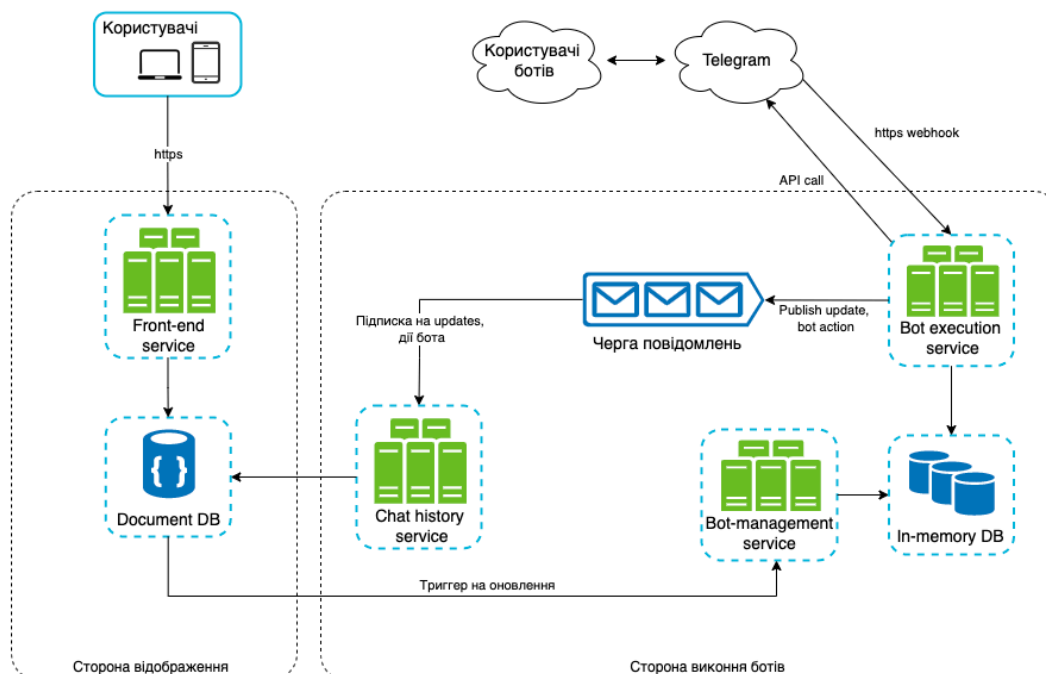 Користувачі
Користувачі
ботів
Telegram
https
https webhook
API call
Front-end
service
Підписка на updates,
дії бота
Черга повідомлень
Publish update,
bot action
Bot execution
service
Document DB
Chat history
service
Bot-management
service
In-memory DB
Триггер на оновлення
Сторона відображення
Сторона виконня ботів